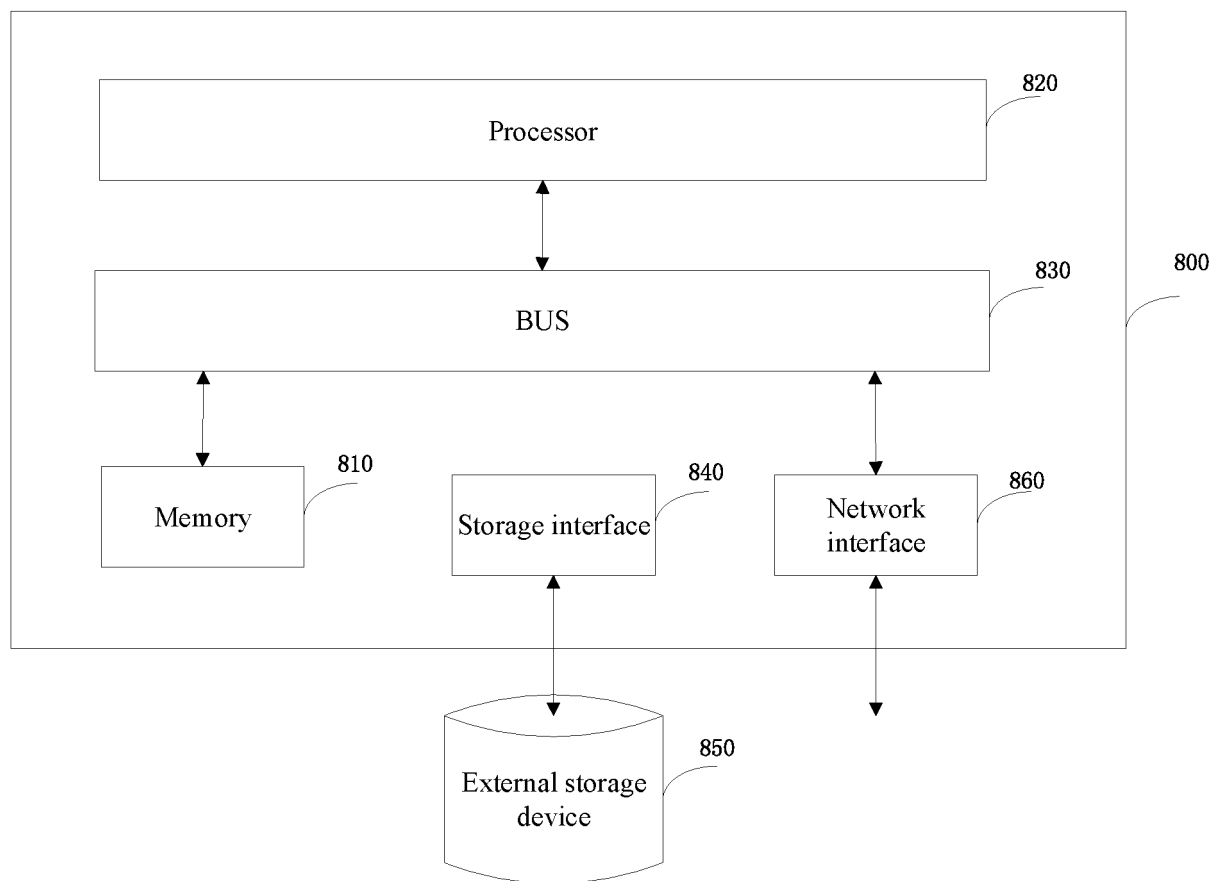 820
Processor
800
830
BUS
810
840
860
Memory
Storage interface
Network
interface
850
External storage
device